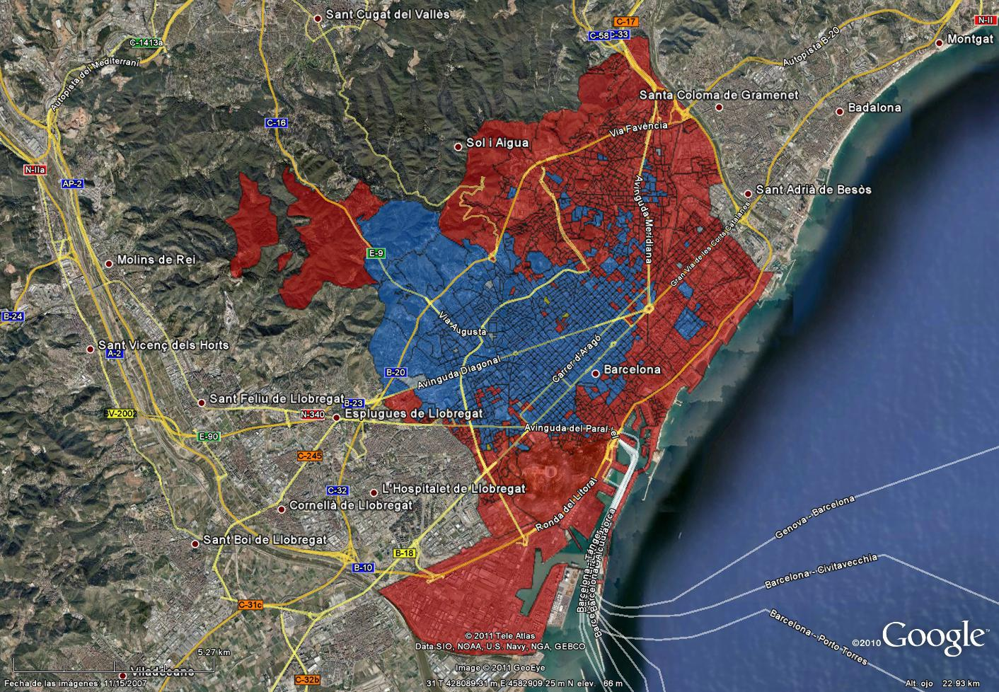 Sant Cugat del Vallès
C-17
C-58
C-33
N-II
Montgat
C-1413a
Autopista B-20
Autopista del Mediterrani
Santa Coloma de Gramenet
Badalona
C-16
Via Favència
Sol i Aigua
N-IIa
AP-2
Avinguda Meridiana
Sant Adrià de Besòs
Gran Via de les Corts Catalanes
E-9
Molins de Rei
B-24
Via Augusta
Sant Vicenç dels Horts
A-2
Carrer d'Aragó
B-20
Avinguda Diagonal
Barcelona
Sant Feliu de Llobregat
B-23
BV-2002
N-340
Esplugues de Llobregat
Avinguda del Paral·lel
E-90
C-245
C-32
L'Hospitalet de Llobregat
Cornellà de Llobregat
Ronda del Litoral
Genova - Barcelona
Sant Boi de Llobregat
B-18
B-10
Barcelona - Civitavecchia
Barcelona - Tánger
C-31c
Barcelona - Porto Torres
© 2011 Tele Atlas
Data SIO, NOAA, U.S. Navy, NGA, GEBCO
©2010 Google™
5.27 km
Viladecans
Image © 2011 GeoEye
C-32b
Fecha de las imágenes: 11/15/2007
31 T 428089.31 m E 4582909.25 m N elev. 66 m
Alt. ojo 22.93 km